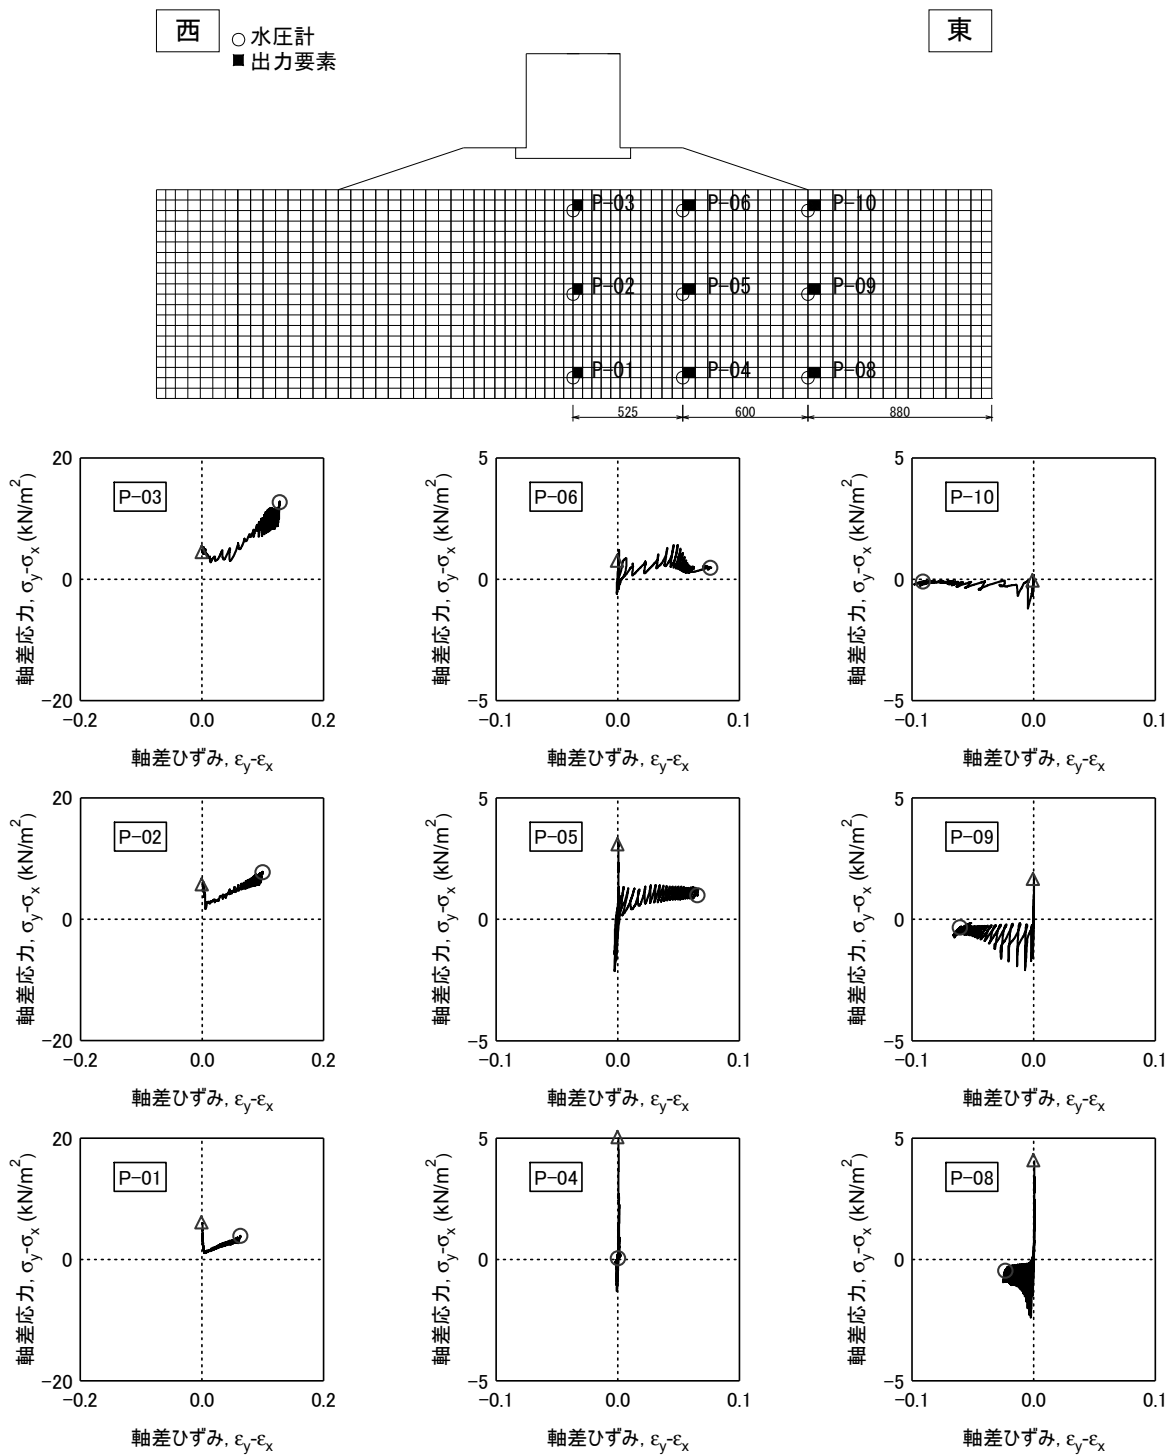 西
東
○ 水圧計
■ 出力要素
P-03 P-06 P-10
P-02 P-05 P-09
P-01 P-04 P-08
525 600 880
20
0
-20
-0.2 0.0 0.2
P-03
軸差応力, σy-σx (kN/m²)
軸差ひずみ, εy-εx
5
0
-5
-0.1 0.0 0.1
P-06
軸差応力, σy-σx (kN/m²)
軸差ひずみ, εy-εx
5
0
-5
-0.1 0.0 0.1
P-10
軸差応力, σy-σx (kN/m²)
軸差ひずみ, εy-εx
20
0
-20
-0.2 0.0 0.2
P-02
軸差応力, σy-σx (kN/m²)
軸差ひずみ, εy-εx
5
0
-5
-0.1 0.0 0.1
P-05
軸差応力, σy-σx (kN/m²)
軸差ひずみ, εy-εx
5
0
-5
-0.1 0.0 0.1
P-09
軸差応力, σy-σx (kN/m²)
軸差ひずみ, εy-εx
20
0
-20
-0.2 0.0 0.2
P-01
軸差応力, σy-σx (kN/m²)
軸差ひずみ, εy-εx
5
0
-5
-0.1 0.0 0.1
P-04
軸差応力, σy-σx (kN/m²)
軸差ひずみ, εy-εx
5
0
-5
-0.1 0.0 0.1
P-08
軸差応力, σy-σx (kN/m²)
軸差ひずみ, εy-εx